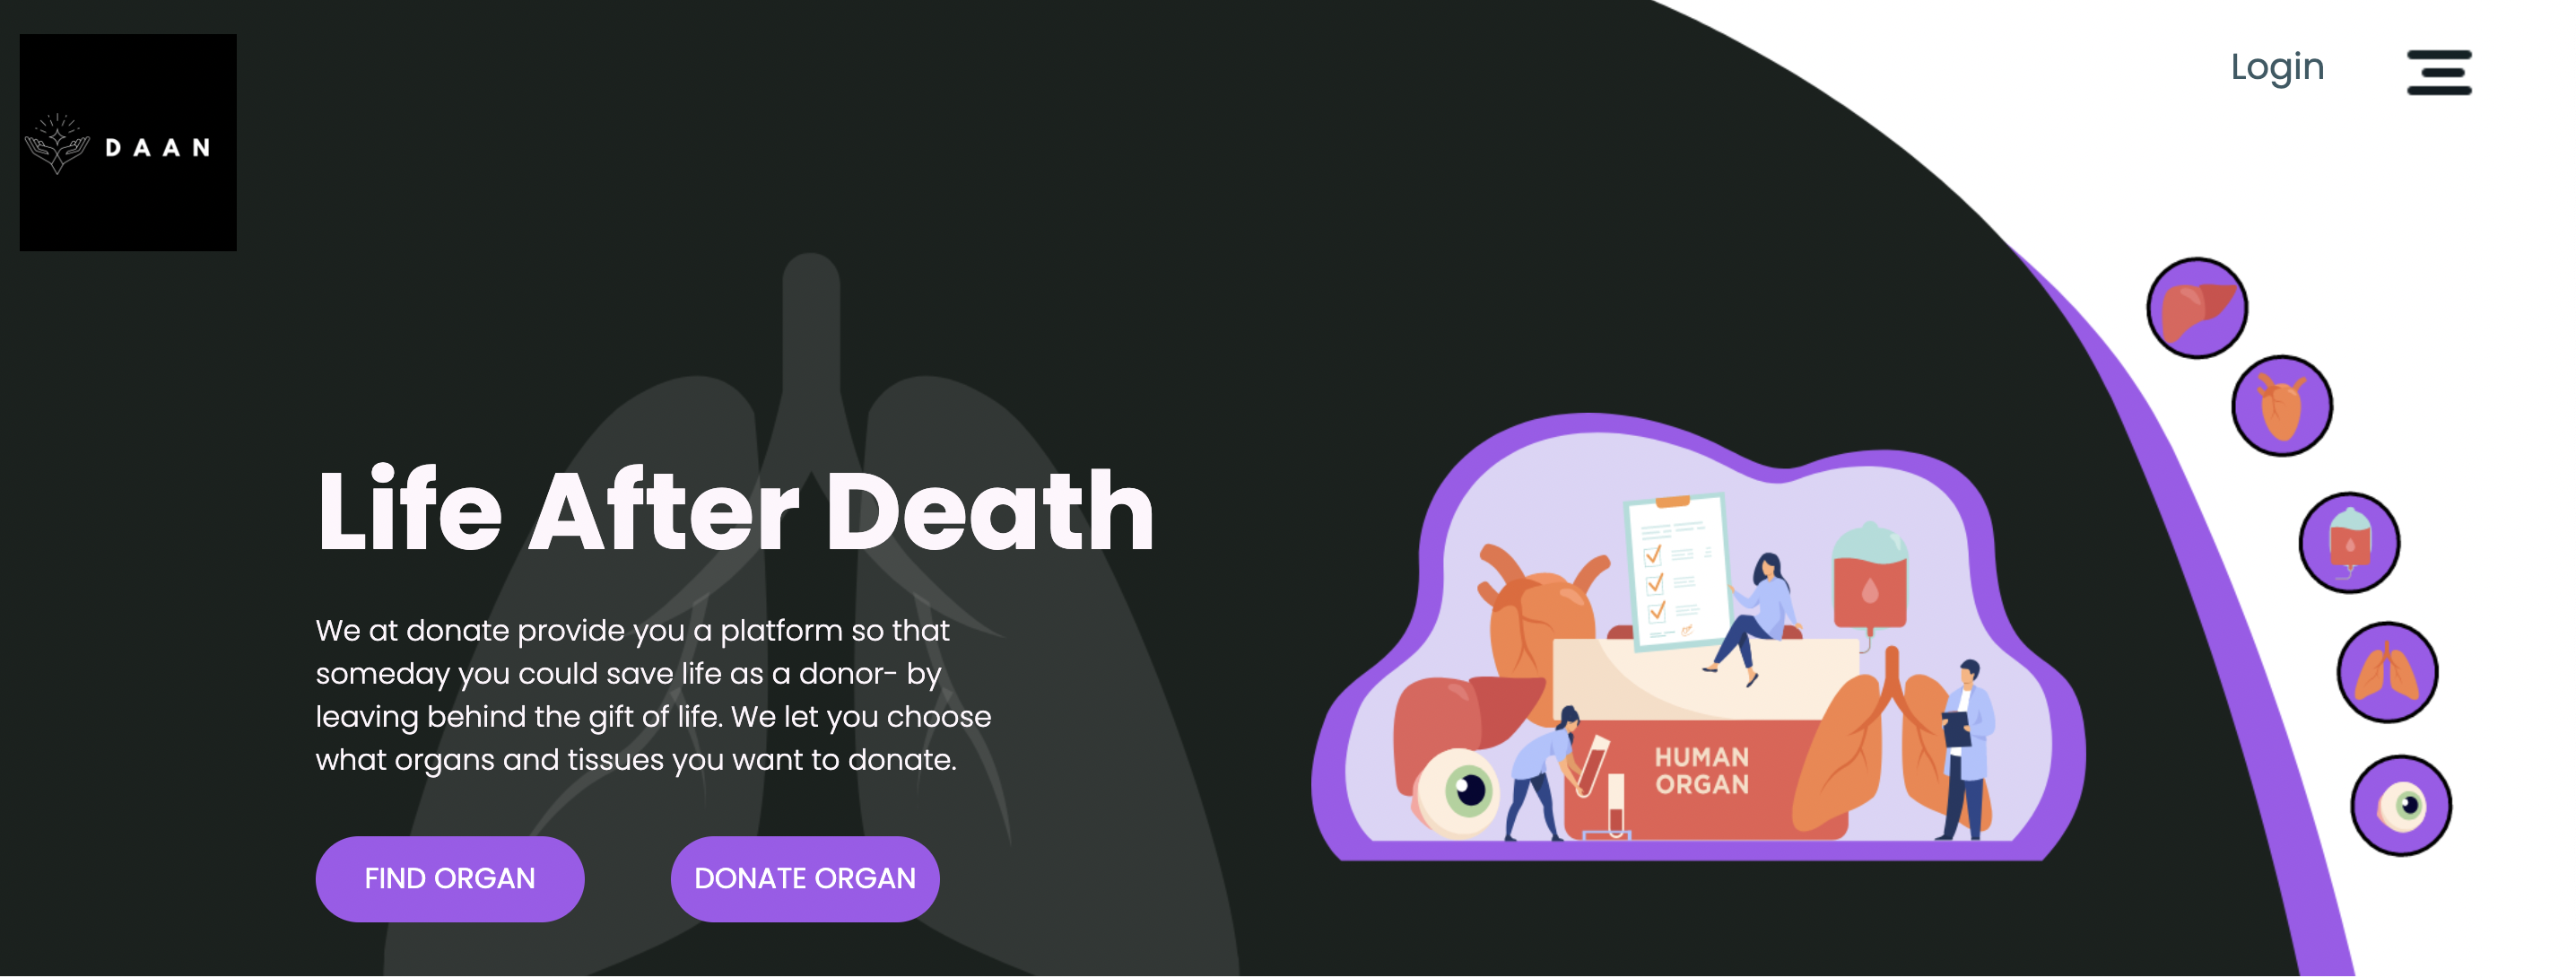 DAAN
Login
Life After Death
We at donate provide you a platform so that
someday you could save life as a donor- by
leaving behind the gift of life. We let you choose
what organs and tissues you want to donate.
FIND ORGAN
DONATE ORGAN
HUMAN
ORGAN